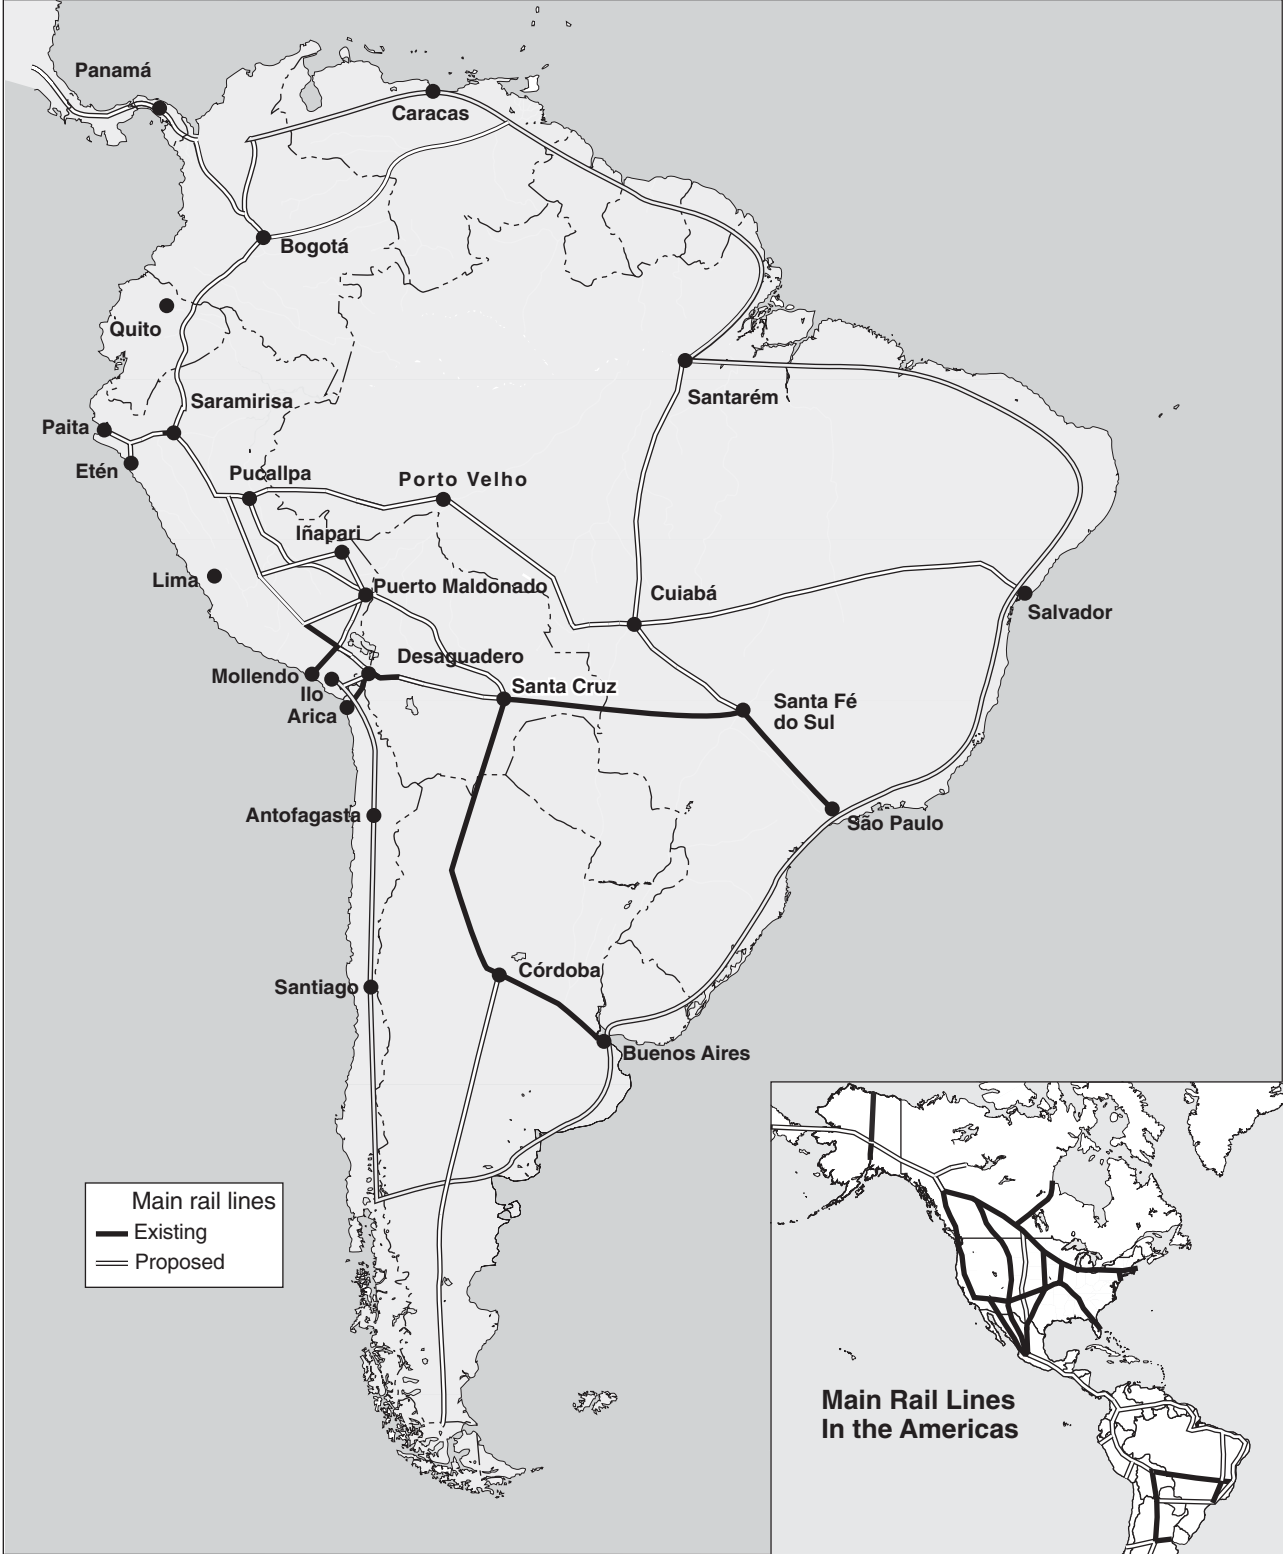 Panamá
Caracas
Bogotá
Quito
Santarém
Saramirisa
Paita
Etén
Pucallpa
Porto Velho
Iñapari
Lima
Puerto Maldonado
Cuiabá
Salvador
Desaguadero
Mollendo
Santa Cruz
Ilo
Arica
Santa Fé
do Sul
Antofagasta
São Paulo
Córdoba
Santiago
Buenos Aires
Main rail lines
Existing
Proposed
Main Rail Lines
In the Americas